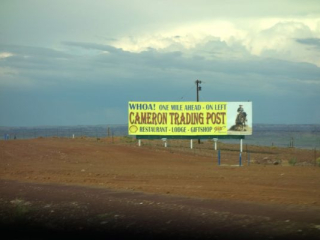 WHOA! ONE MILE AHEAD - ON LEFT
CAMERON TRADING POST
RESTAURANT - LODGE - GIFTSHOP